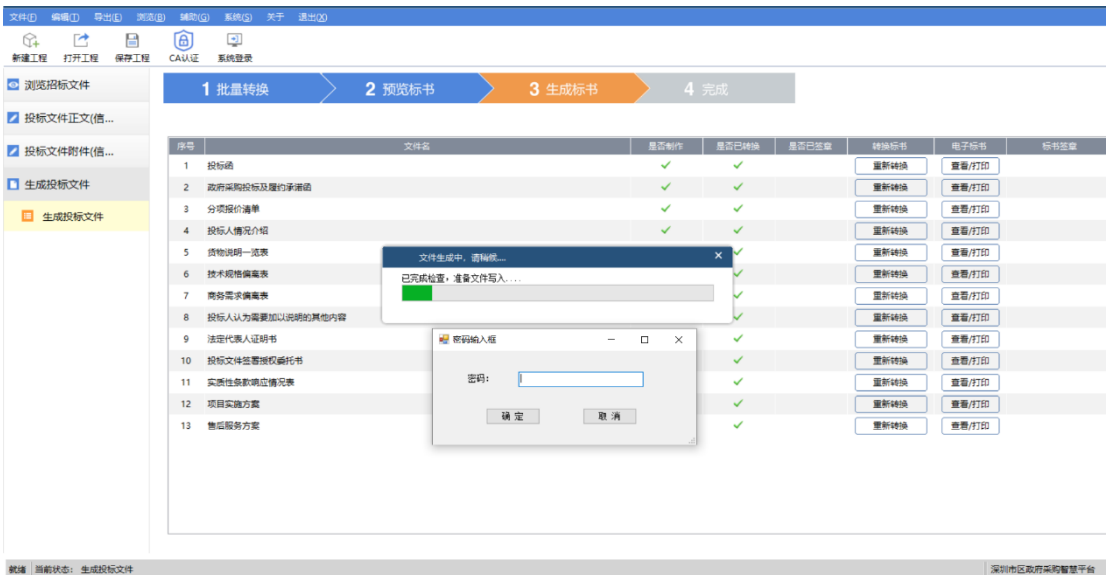 文件(F) 编辑(I) 导出(E) 浏览(B) 辅助(G) 系统(S) 关于 退出(X)
新建工程 打开工程 保存工程 CA认证 系统登录
浏览招标文件
投标文件正文(信...
投标文件附件(信...
生成投标文件
生成投标文件
1 批量转换 2 预览标书 3 生成标书 4 完成
序号 文件名 是否制作 是否已转换 是否已签章 转换标书 电子标书 标书签章
1 投标函 重新转换 查看/打印
2 政府采购投标及履约承诺函 重新转换 查看/打印
3 分项报价清单 重新转换 查看/打印
4 投标人情况介绍 重新转换 查看/打印
5 货物说明一览表 重新转换 查看/打印
6 技术规格偏离表 重新转换 查看/打印
7 商务需求偏离表 重新转换 查看/打印
8 投标人认为需要加以说明的其他内容 重新转换 查看/打印
9 法定代表人证明书 重新转换 查看/打印
10 投标文件签署授权委托书 重新转换 查看/打印
11 实质性条款响应情况表 重新转换 查看/打印
12 项目实施方案 重新转换 查看/打印
13 售后服务方案 重新转换 查看/打印
文件生成中，请稍候....
已完成检查，准备文件写入....
密码输入框
密码：
确 定 取 消
就绪 当前状态： 生成投标文件 深圳市区政府采购智慧平台